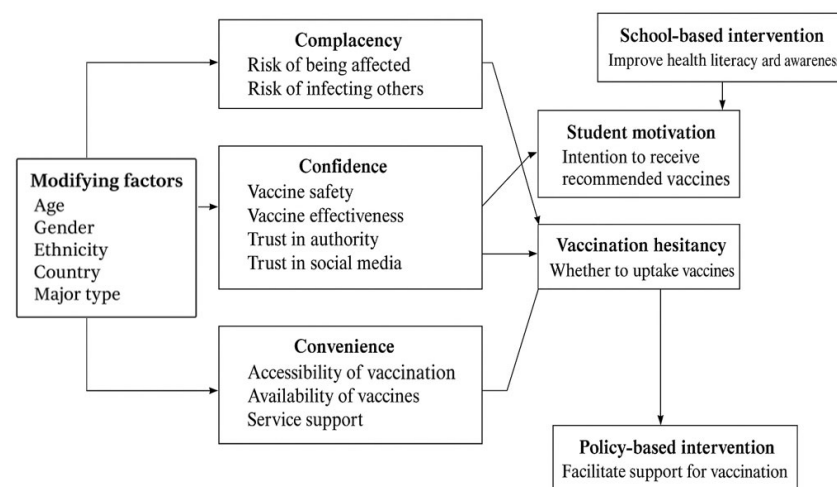 Modifying factors
Age
Gender
Ethnicity
Country
Major type
Complacency
Risk of being affected
Risk of infecting others
Confidence
Vaccine safety
Vaccine effectiveness
Trust in authority
Trust in social media
Convenience
Accessibility of vaccination
Availability of vaccines
Service support
School-based intervention
Improve health literacy and awareness
Student motivation
Intention to receive
recommended vaccines
Vaccination hesitancy
Whether to uptake vaccines
Policy-based intervention
Facilitate support for vaccination